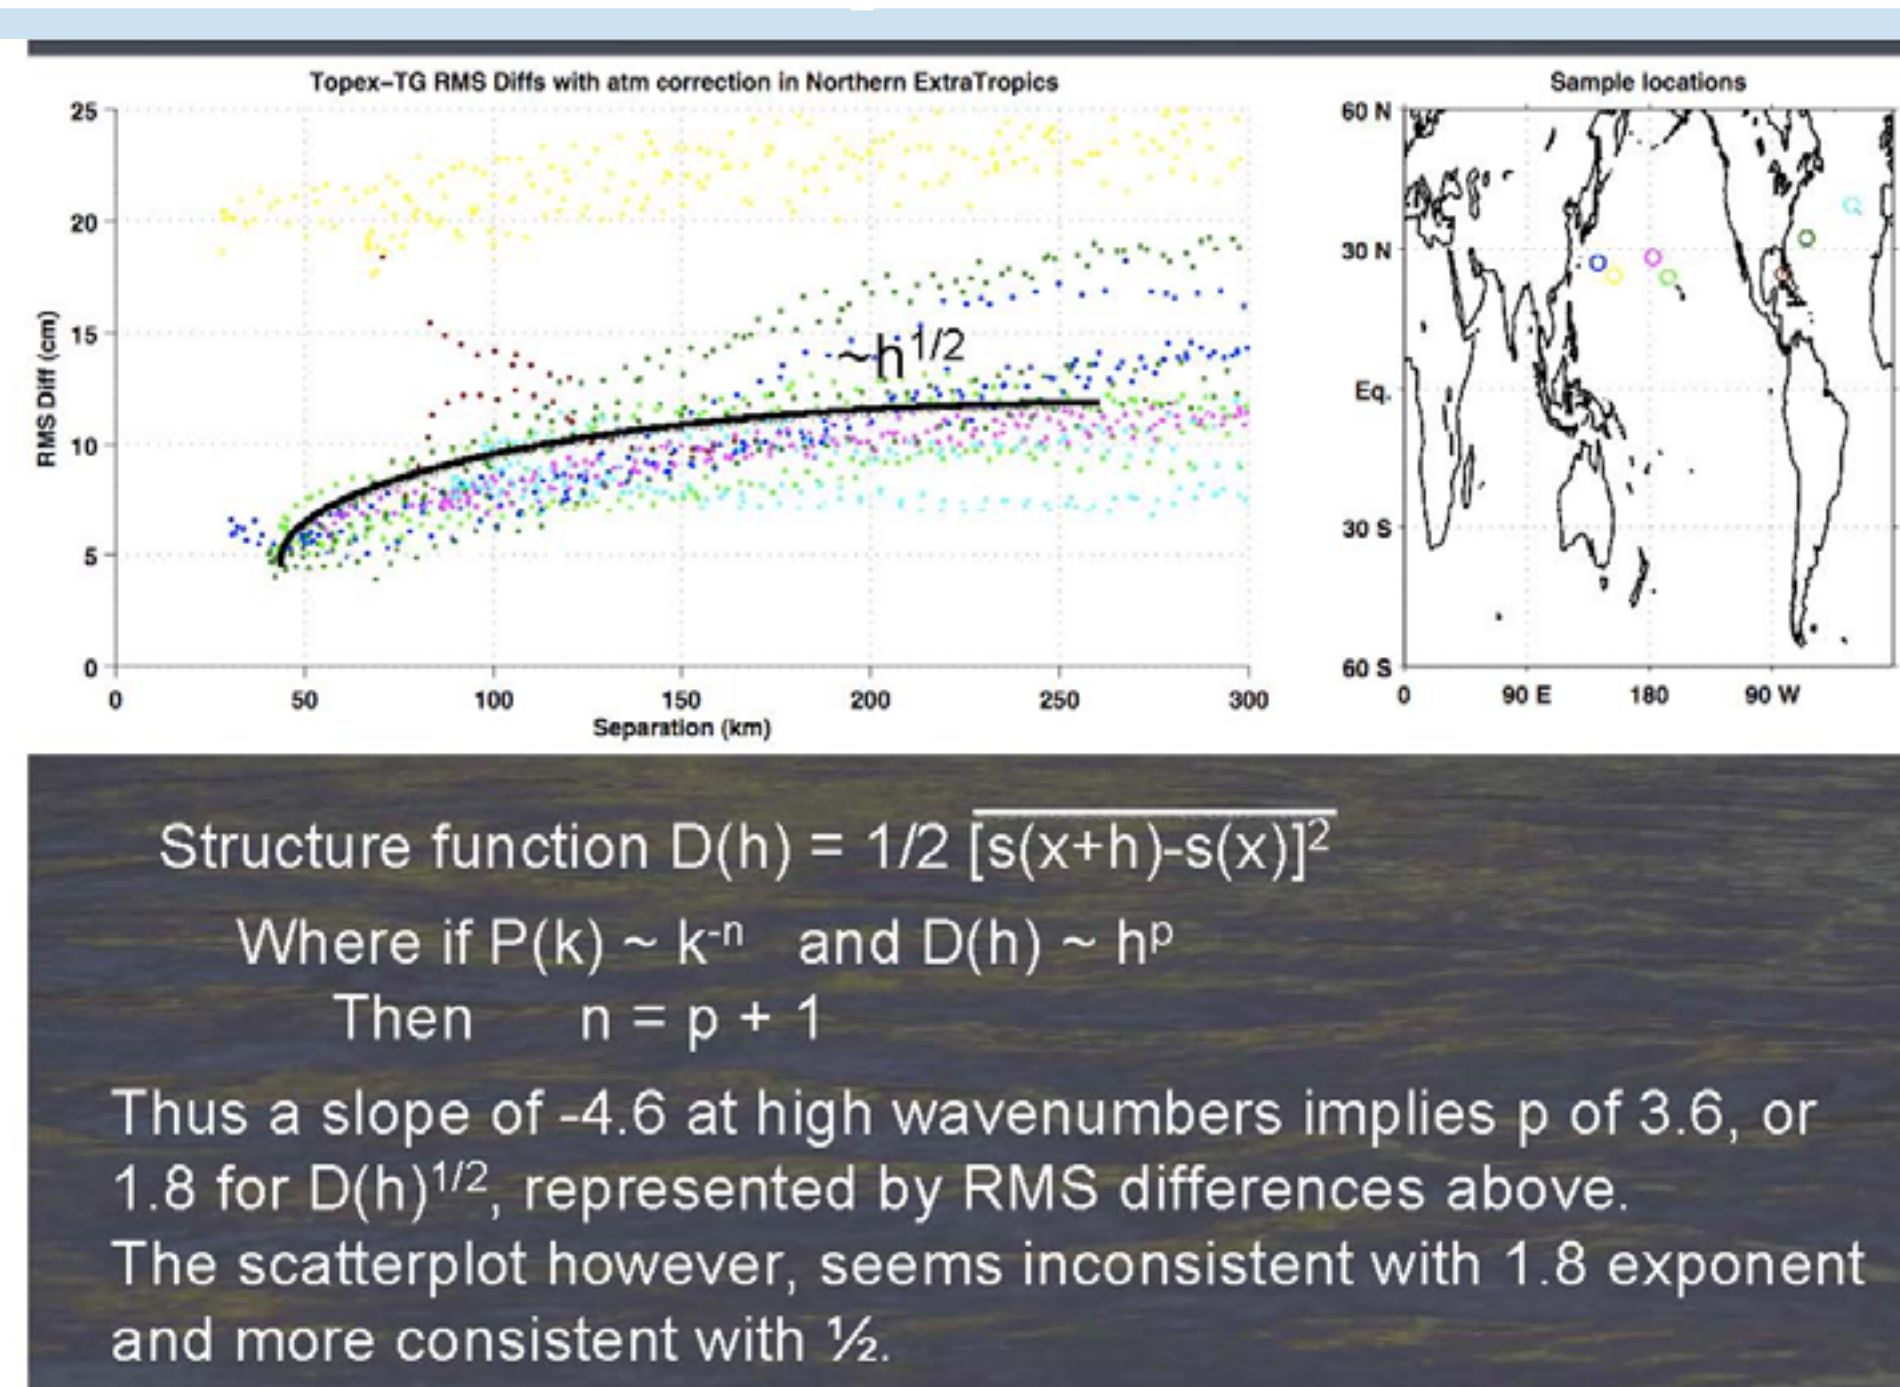 Topex–TG RMS Diffs with atm correction in Northern ExtraTropics
25
20
15
10
5
0
RMS Diff (cm)
~h^1/2
0 50 100 150 200 250 300
Separation (km)
Sample locations
60 N
30 N
Eq.
30 S
60 S
0 90 E 180 90 W
Structure function D(h) = 1/2 [s(x+h)-s(x)]²
Where if P(k) ~ k⁻ⁿ and D(h) ~ hᵖ
Then n = p + 1
Thus a slope of -4.6 at high wavenumbers implies p of 3.6, or
1.8 for D(h)^1/2, represented by RMS differences above.
The scatterplot however, seems inconsistent with 1.8 exponent
and more consistent with ½.